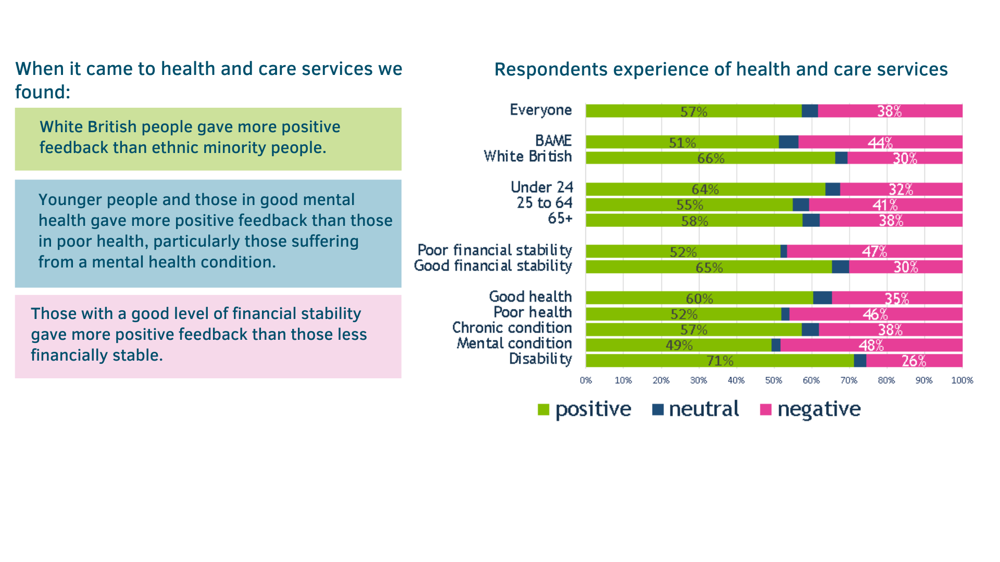 When it came to health and care services we
found:
White British people gave more positive
feedback than ethnic minority people.
Younger people and those in good mental
health gave more positive feedback than those
in poor health, particularly those suffering
from a mental health condition.
Those with a good level of financial stability
gave more positive feedback than those less
financially stable.
Respondents experience of health and care services
Everyone 57% 38%
BAME 51% 44%
White British 66% 30%
Under 24 64% 32%
25 to 64 55% 41%
65+ 58% 38%
Poor financial stability 52% 47%
Good financial stability 65% 30%
Good health 60% 35%
Poor health 52% 46%
Chronic condition 57% 38%
Mental condition 49% 48%
Disability 71% 26%
0% 10% 20% 30% 40% 50% 60% 70% 80% 90% 100%
positive neutral negative